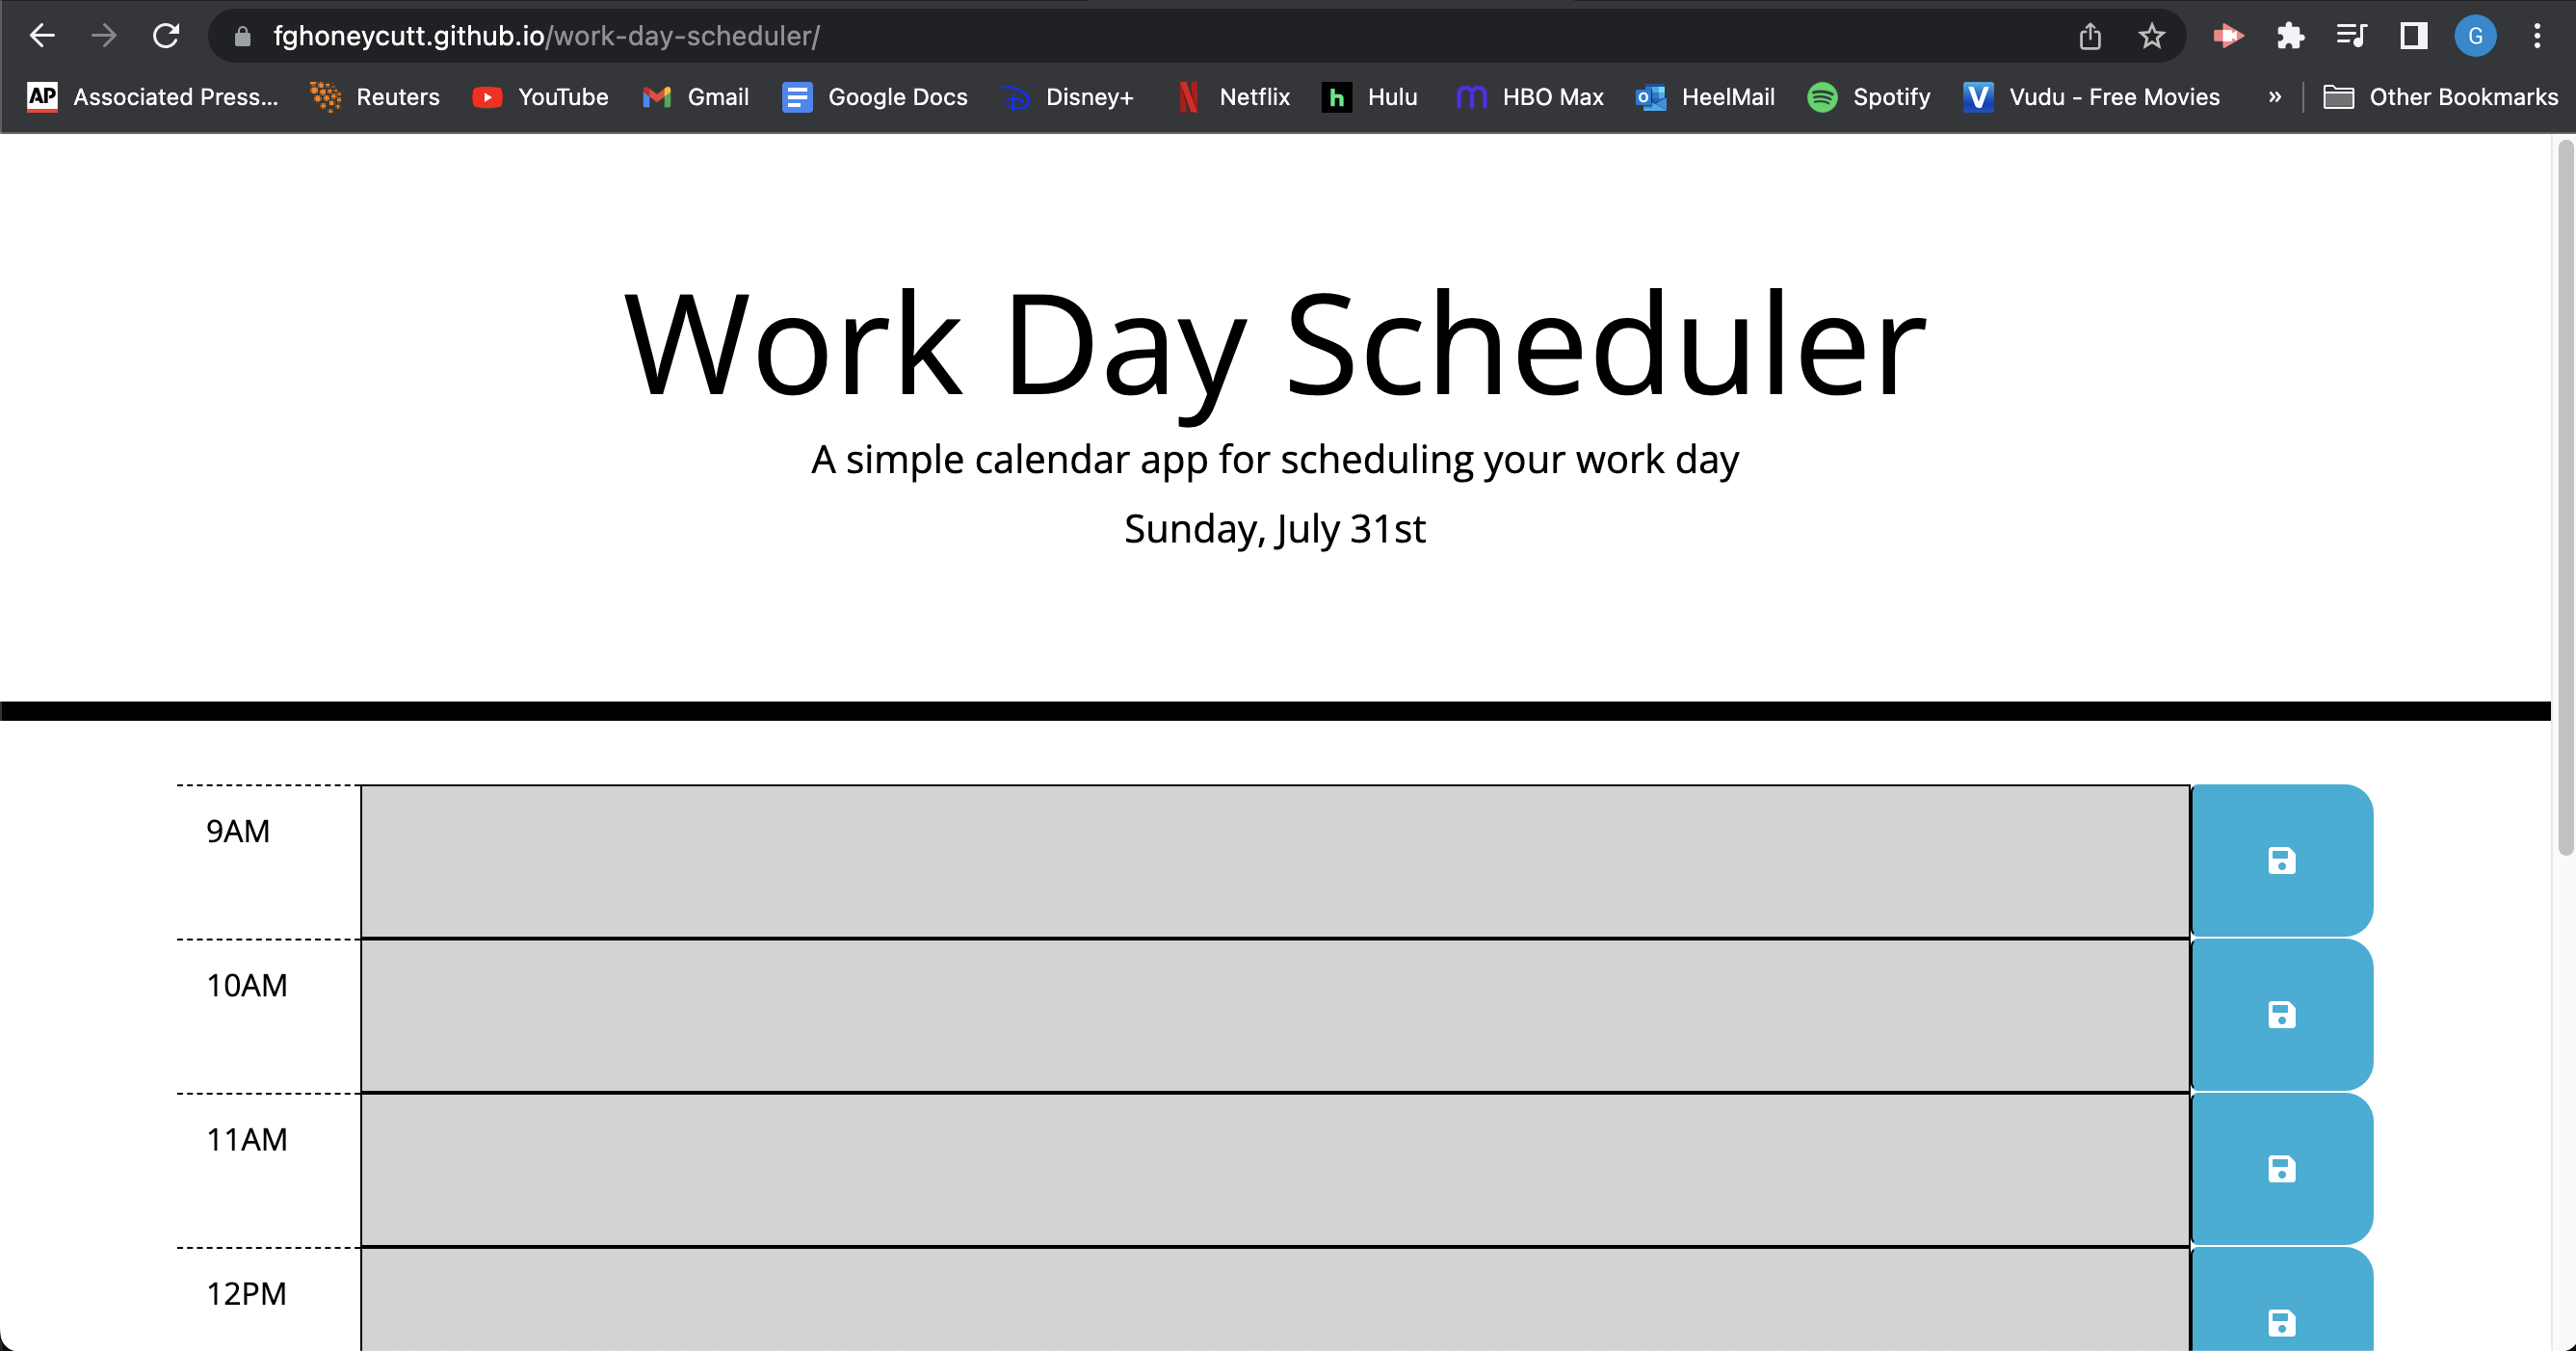 fghoneycutt.github.io/work-day-scheduler/
G
AP Associated Press... Reuters YouTube Gmail Google Docs Disney+ Netflix h Hulu HBO Max HeelMail Spotify V Vudu - Free Movies » Other Bookmarks
Work Day Scheduler
A simple calendar app for scheduling your work day
Sunday, July 31st
9AM
10AM
11AM
12PM